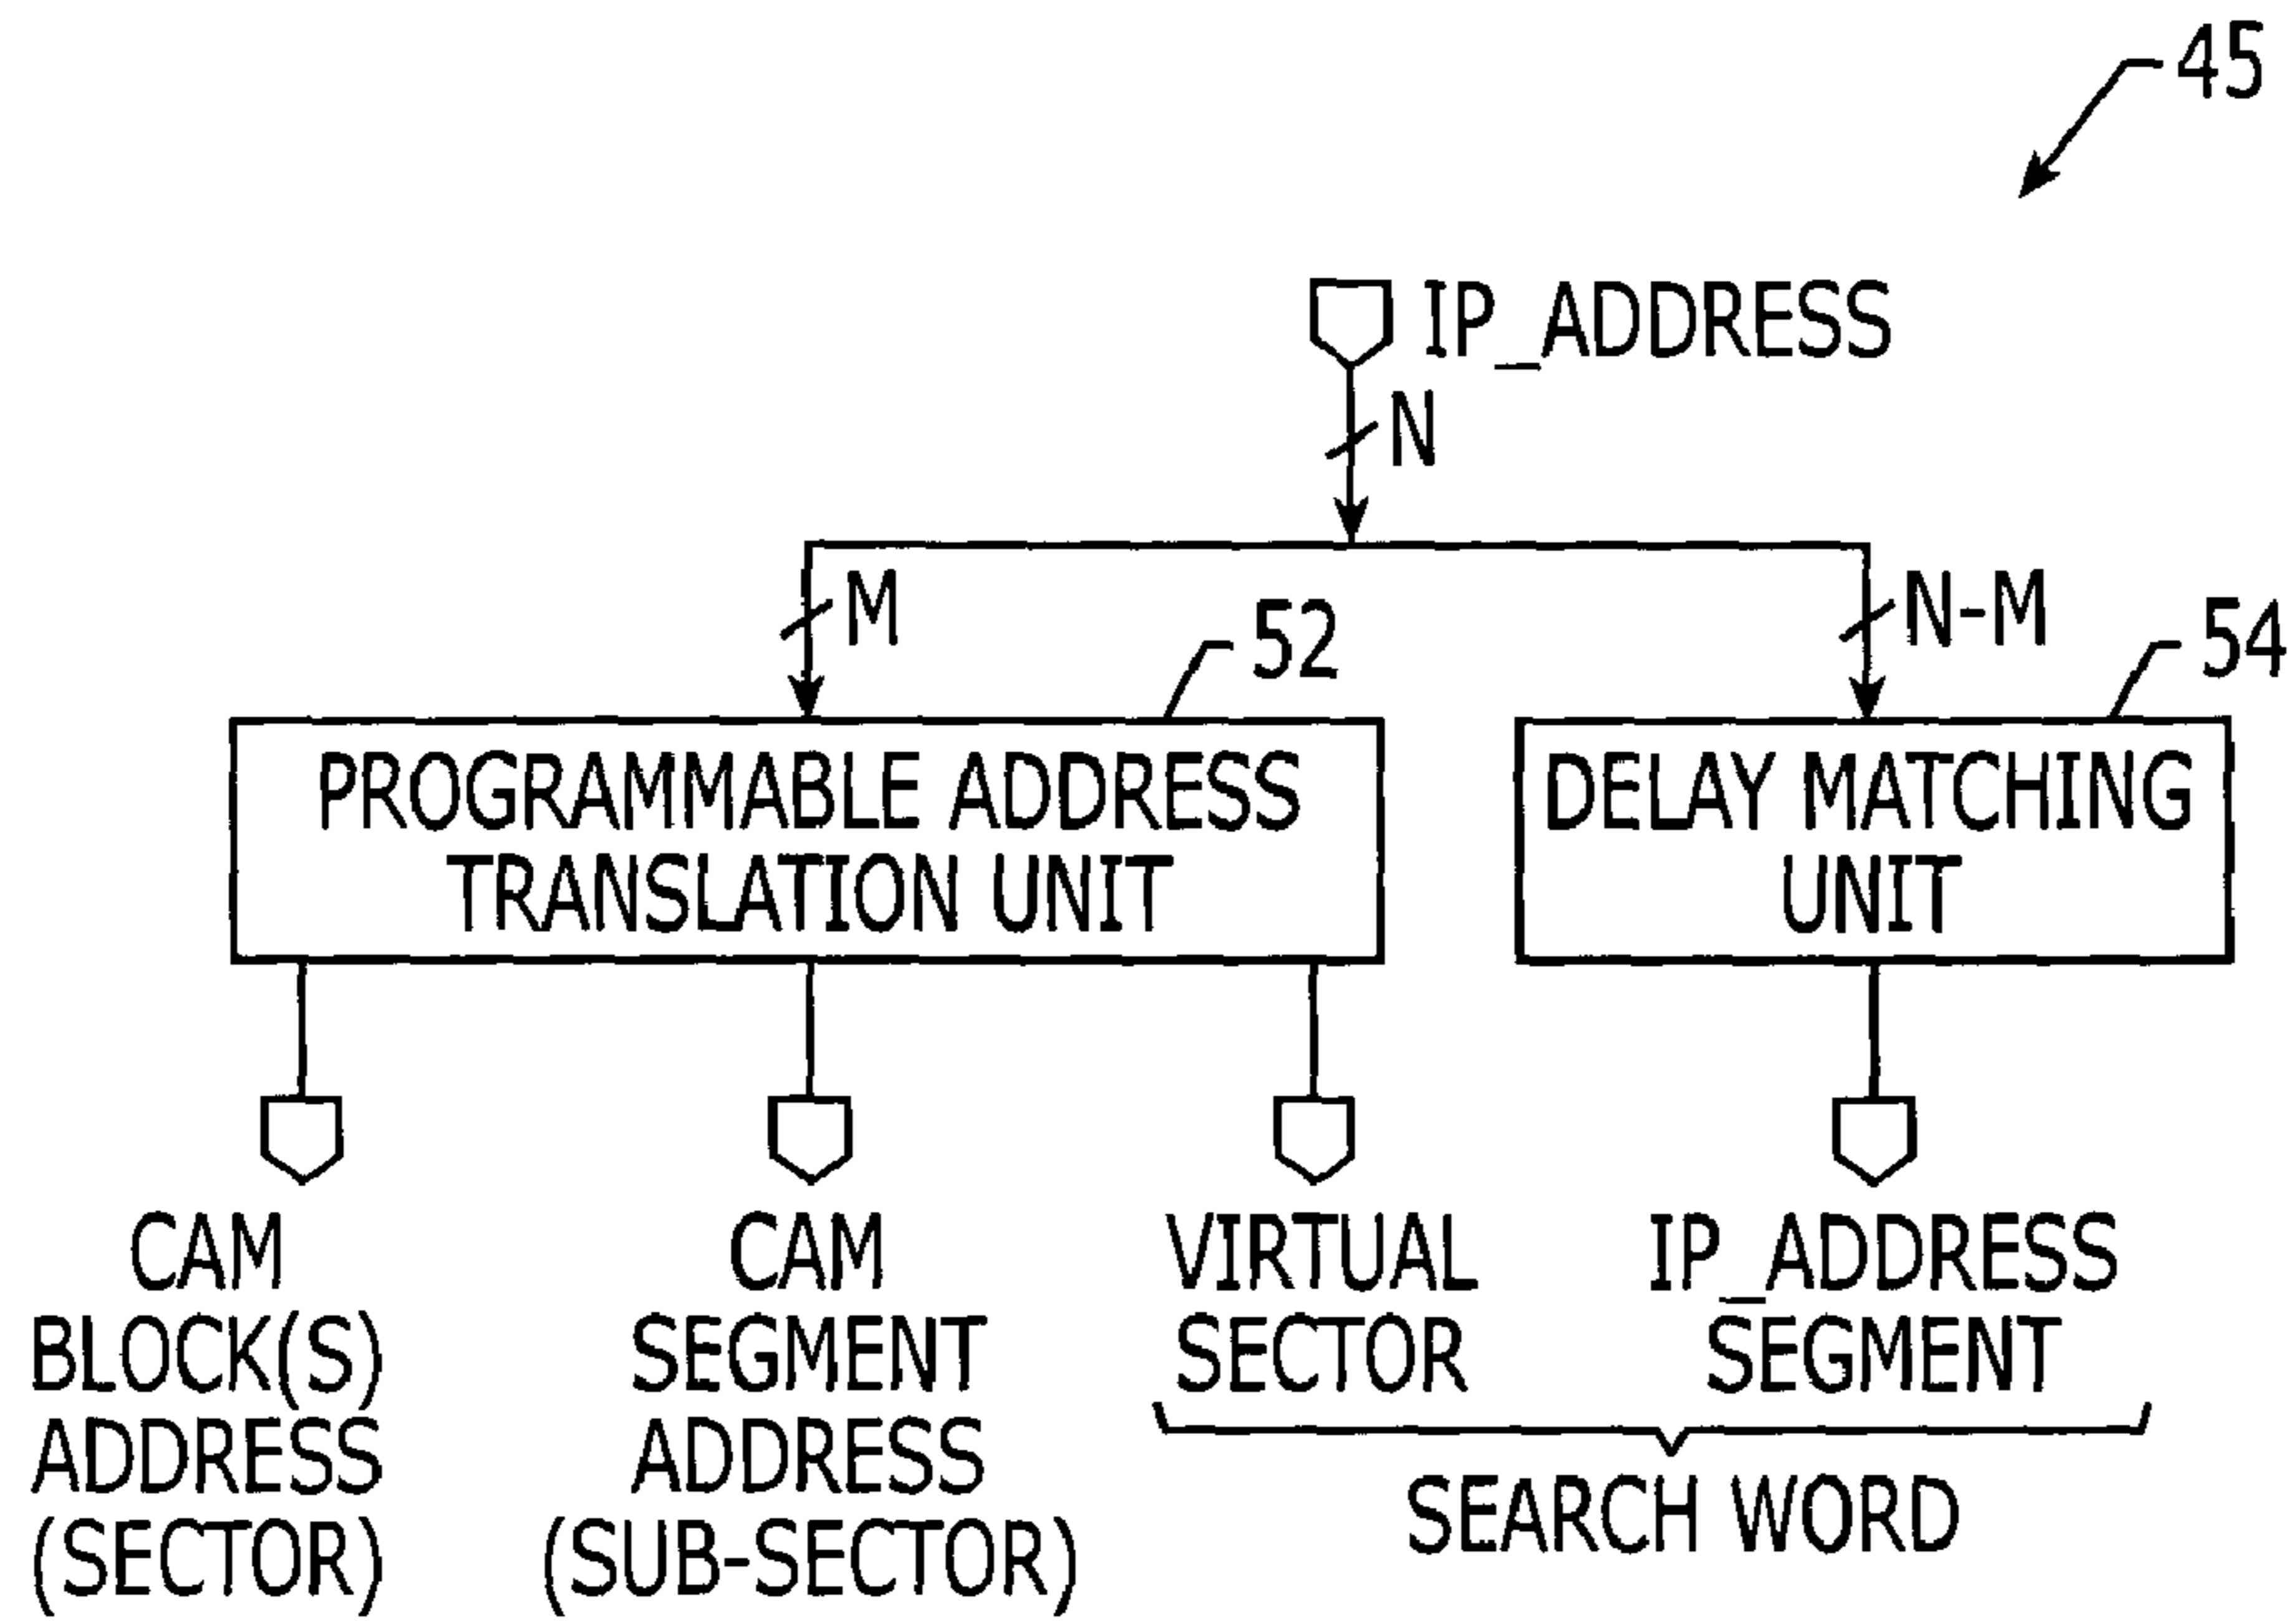 45
IP_ADDRESS
N
M
N-M
52
54
PROGRAMMABLE ADDRESS
TRANSLATION UNIT
DELAY MATCHING
UNIT
CAM
BLOCK(S)
ADDRESS
(SECTOR)
CAM
SEGMENT
ADDRESS
(SUB-SECTOR)
VIRTUAL
SECTOR
IP_ADDRESS
SEGMENT
SEARCH WORD